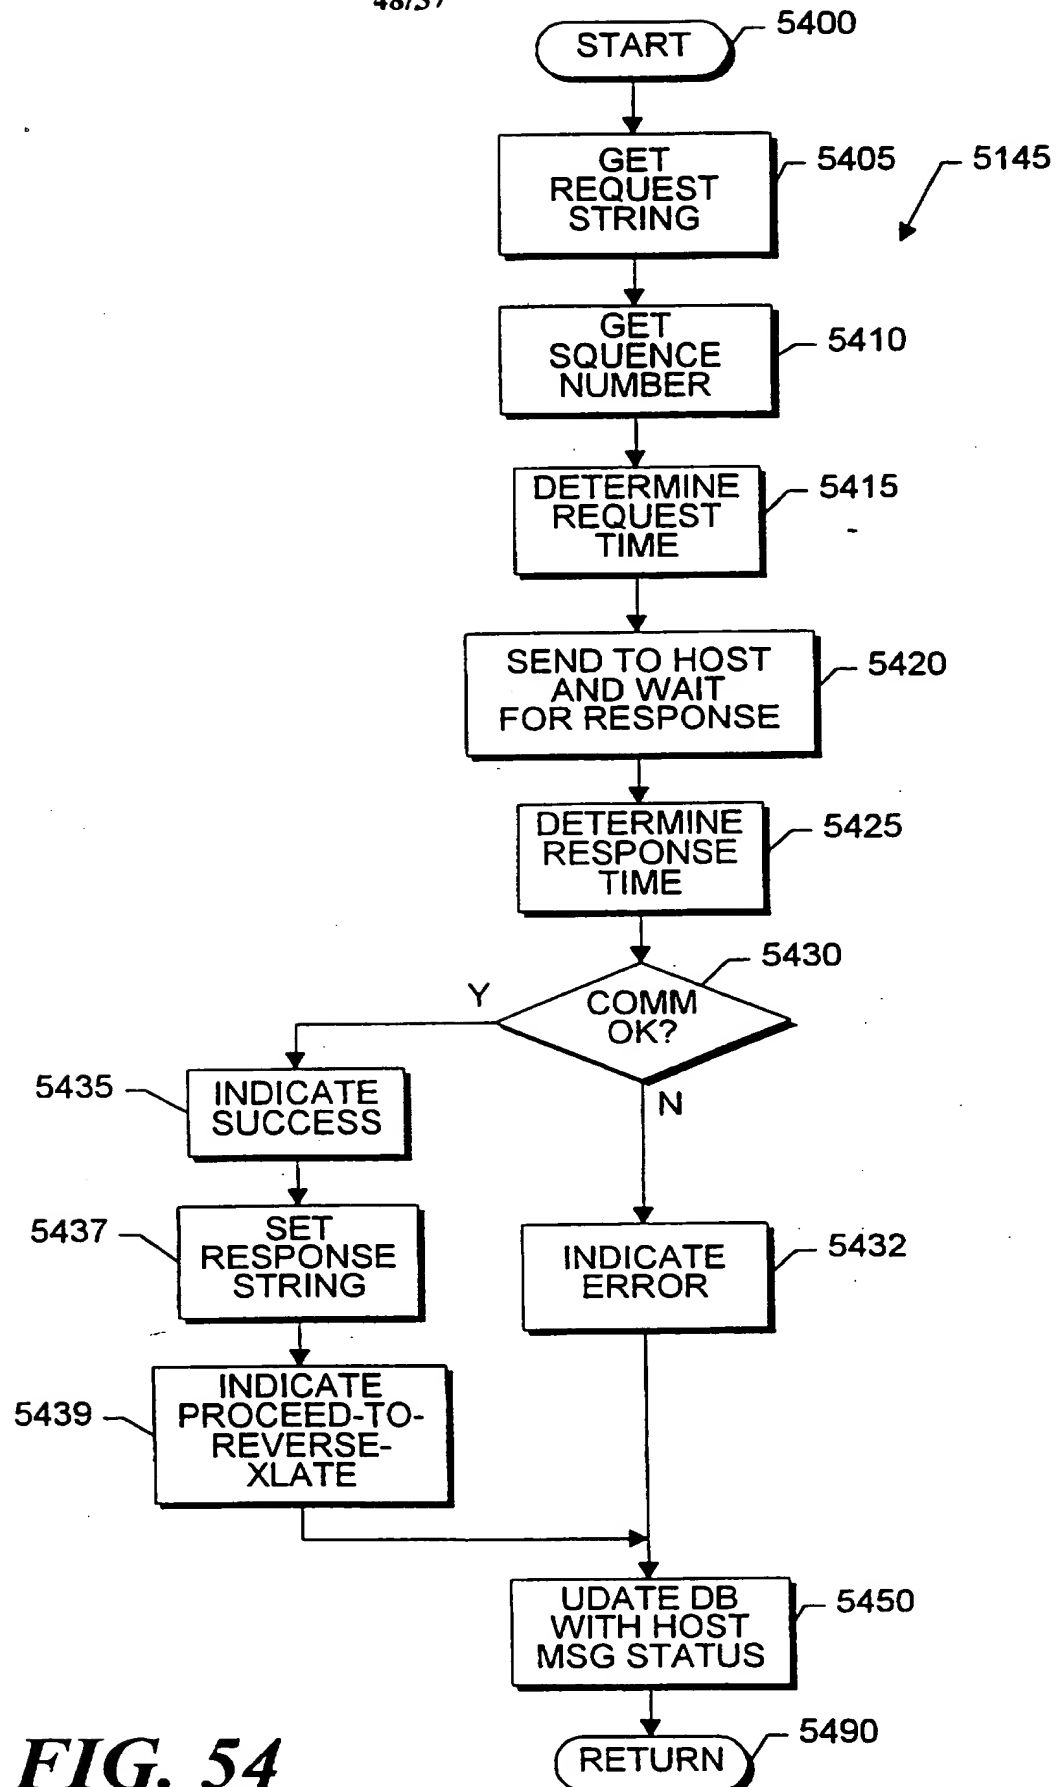 START
5400
GET
REQUEST
STRING
5405
5145
GET
SQUENCE
NUMBER
5410
DETERMINE
REQUEST
TIME
5415
SEND TO HOST
AND WAIT
FOR RESPONSE
5420
DETERMINE
RESPONSE
TIME
5425
COMM
OK?
5430
Y
N
5435
INDICATE
SUCCESS
5437
SET
RESPONSE
STRING
INDICATE
ERROR
5432
5439
INDICATE
PROCEED-TO-
REVERSE-
XLATE
UDATE DB
WITH HOST
MSG STATUS
5450
RETURN
5490
FIG. 54